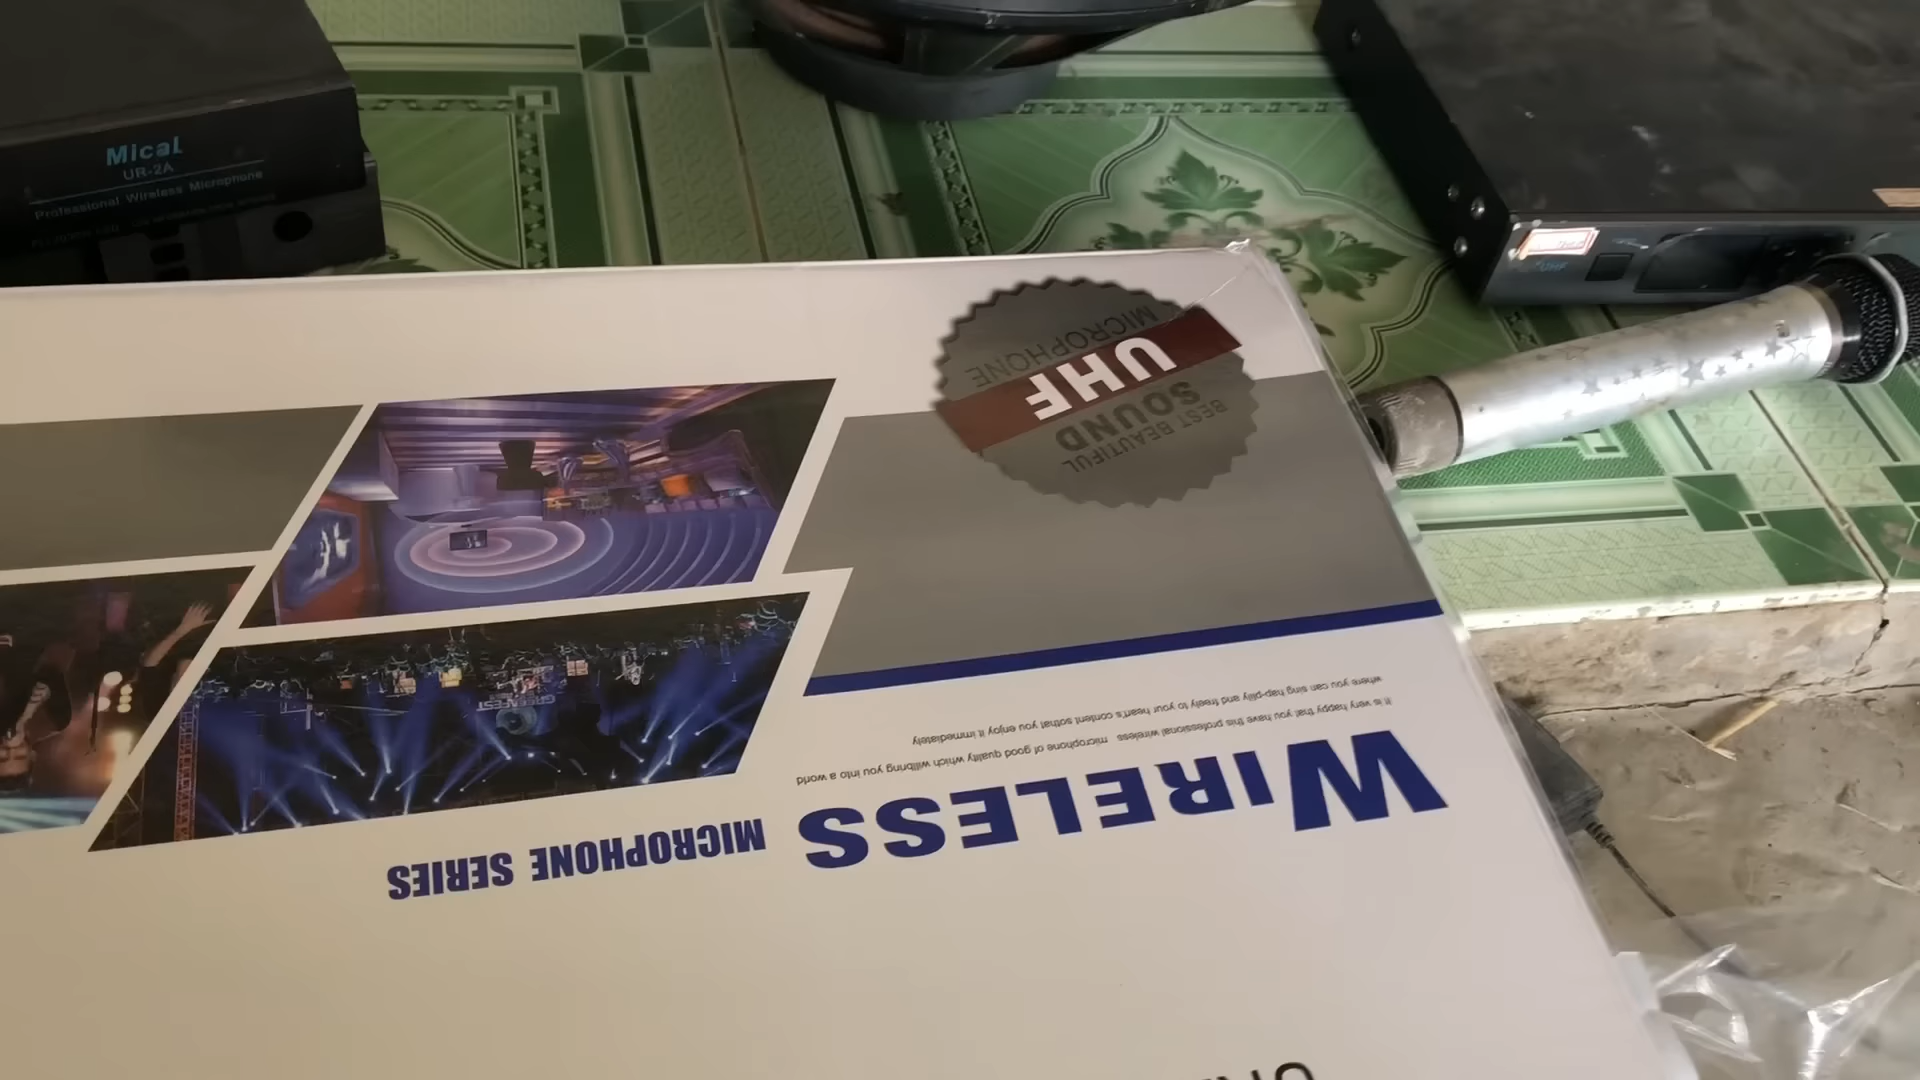 Mical
UR-2A
Professional Wireless Microphone
UHF
BEST BEAUTIFUL
SOUND
UHF
MICROPHONE
GREENFEST
WIRELESS MICROPHONE SERIES
It is very happy that you have this professional wireless microphone of good quality which willbring you into a world
where you can sing hap-pilly and freely to your heart's content sothat you enjoy it immediately